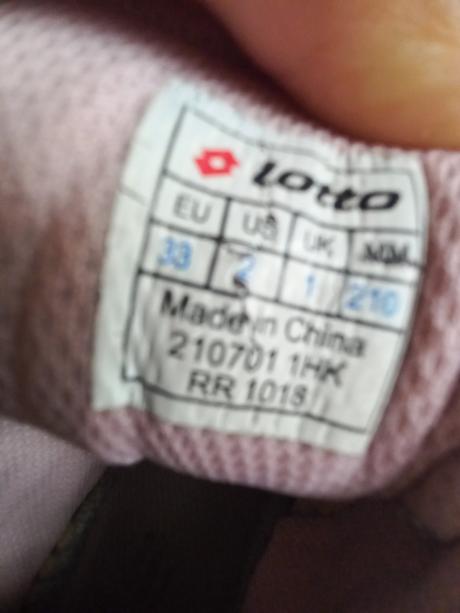 Lotto
EU US UK MM
33 2 1 210
Made in China
210701 1HK
RR 1018